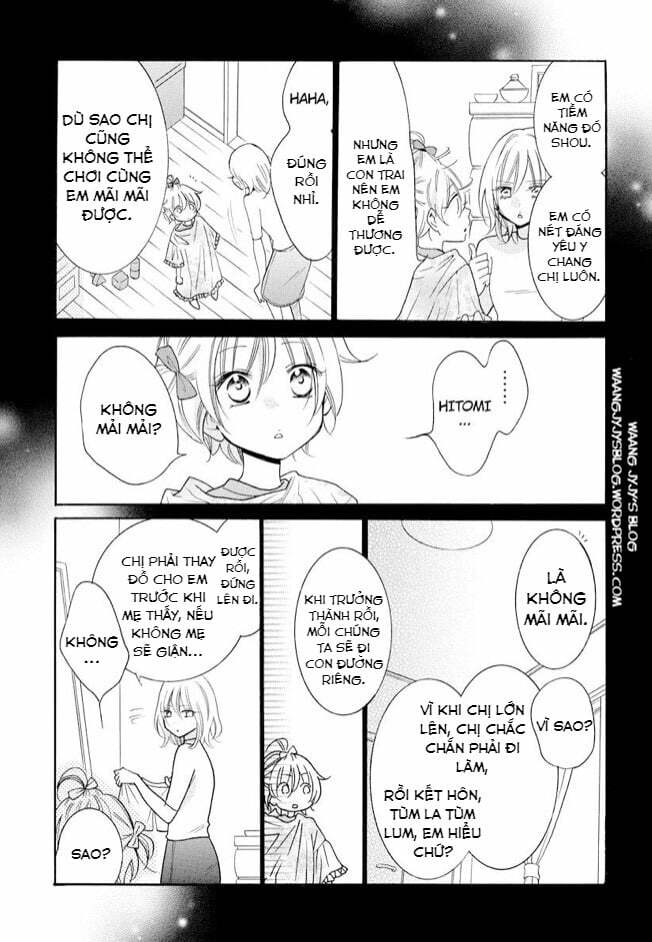 EM CÓ
TIỀM
NĂNG ĐÓ
SHOU.
EM CÓ
NÉT ĐÁNG
YÊU Y
CHANG
CHỊ LUÔN.
NHƯNG
EM LÀ
CON TRAI
NÊN EM
KHÔNG
DỄ
THƯƠNG
ĐƯỢC.
HAHA,
ĐÚNG
RỒI
NHỈ.
DÙ SAO CHỊ
CŨNG
KHÔNG THỂ
CHƠI CÙNG
EM MÃI MÃI
ĐƯỢC.
HITOMI
...
KHÔNG
MÃI MÃI?
LÀ
KHÔNG
MÃI MÃI.
VÌ SAO?
VÌ KHI CHỊ LỚN
LÊN, CHỊ CHẮC
CHẮN PHẢI ĐI
LÀM,
RỒI KẾT HÔN,
TÙM LA TÙM
LUM, EM HIỂU
CHỨ?
KHI TRƯỞNG
THÀNH RỒI,
MỖI CHÚNG
TA SẼ ĐI
CON ĐƯỜNG
RIÊNG.
ĐƯỢC
RỒI,
ĐỨNG
LÊN ĐI.
CHỊ PHẢI THAY
ĐỒ CHO EM
TRƯỚC KHI
MẸ THẤY, NẾU
KHÔNG MẸ
SẼ GIẬN...
KHÔNG
...
SAO?
WAANG JYJY'S BLOG
WAANGJYJYSBLOG.WORDPRESS.COM